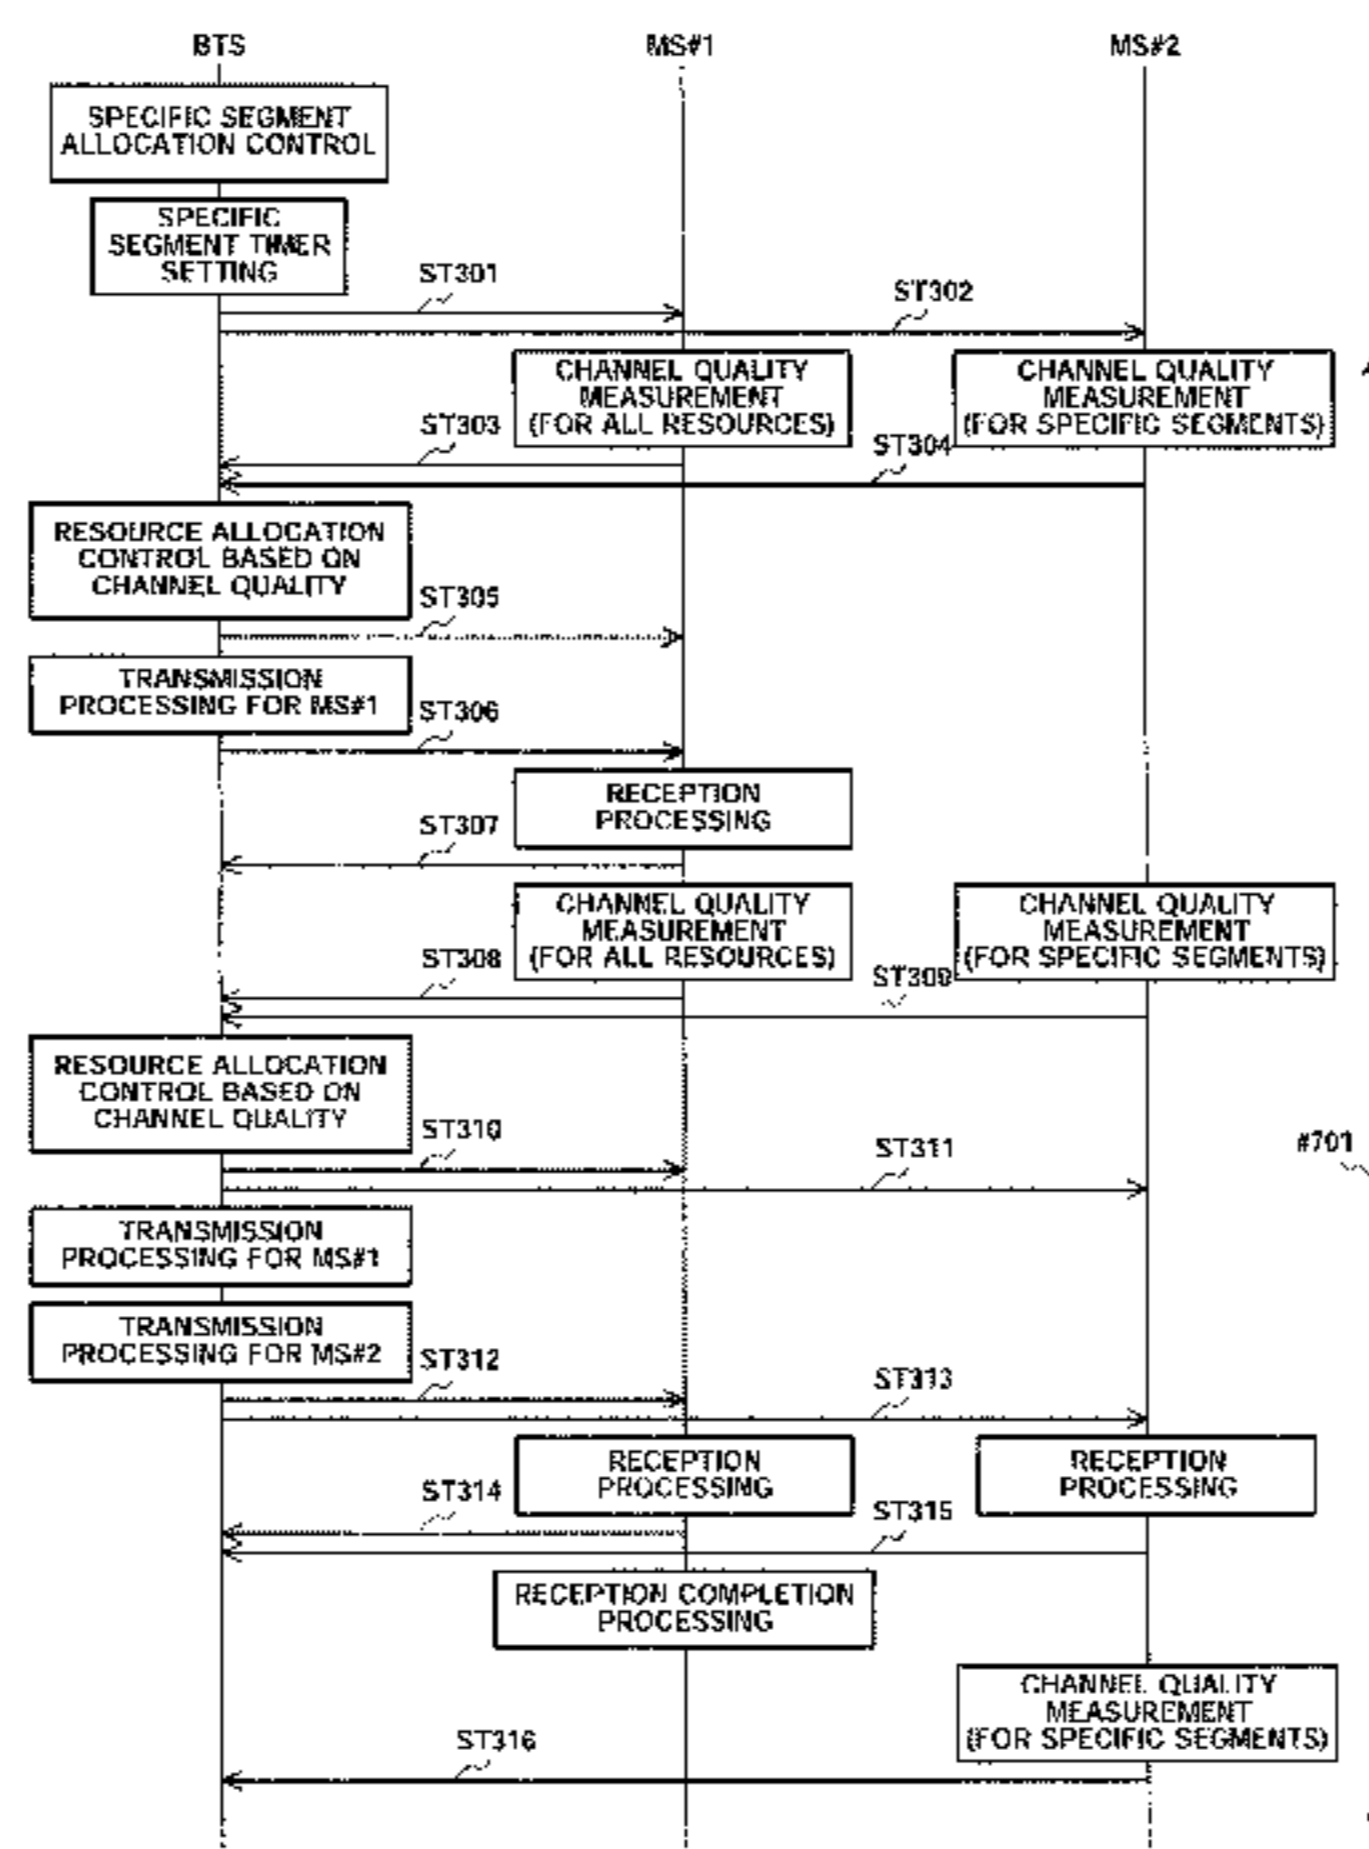 BTS
MS#1
MS#2
SPECIFIC SEGMENT
ALLOCATION CONTROL
SPECIFIC
SEGMENT TIMER
SETTING
ST301
ST302
CHANNEL QUALITY
MEASUREMENT
(FOR ALL RESOURCES)
CHANNEL QUALITY
MEASUREMENT
(FOR SPECIFIC SEGMENTS)
ST303
ST304
RESOURCE ALLOCATION
CONTROL BASED ON
CHANNEL QUALITY
ST305
TRANSMISSION
PROCESSING FOR MS#1
ST306
RECEPTION
PROCESSING
ST307
CHANNEL QUALITY
MEASUREMENT
(FOR ALL RESOURCES)
CHANNEL QUALITY
MEASUREMENT
(FOR SPECIFIC SEGMENTS)
ST308
ST309
RESOURCE ALLOCATION
CONTROL BASED ON
CHANNEL QUALITY
ST310
ST311
#701
TRANSMISSION
PROCESSING FOR MS#1
TRANSMISSION
PROCESSING FOR MS#2
ST312
ST313
RECEPTION
PROCESSING
RECEPTION
PROCESSING
ST314
ST315
RECEPTION COMPLETION
PROCESSING
CHANNEL QUALITY
MEASUREMENT
(FOR SPECIFIC SEGMENTS)
ST316